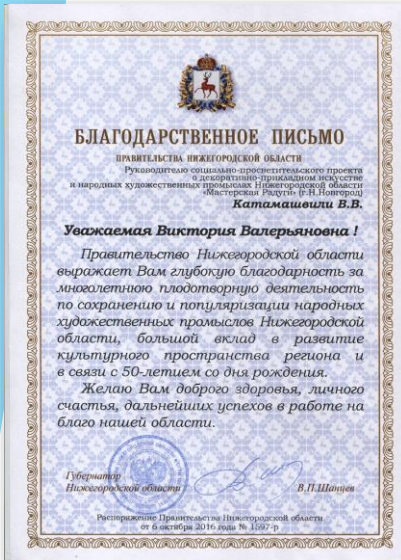 БЛАГОДАРСТВЕННОЕ ПИСЬМО
ПРАВИТЕЛЬСТВА НИЖЕГОРОДСКОЙ ОБЛАСТИ
Руководителю социально-просветительского проекта
о декоративно-прикладном искусстве
и народных художественных промыслах Нижегородской области
«Мастерская Радуги» (г.Н.Новгород)
Катамашвили В.В.
Уважаемая Виктория Валерьяновна !
Правительство Нижегородской области
выражает Вам глубокую благодарность за
многолетнюю плодотворную деятельность
по сохранению и популяризации народных
художественных промыслов Нижегородской
области, большой вклад в развитие
культурного пространства региона и
в связи с 50-летием со дня рождения.
Желаю Вам доброго здоровья, личного
счастья, дальнейших успехов в работе на
благо нашей области.
Губернатор
Нижегородской области В.П.Шанцев
Распоряжение Правительства Нижегородской области
от 6 октября 2016 года № 1597-р